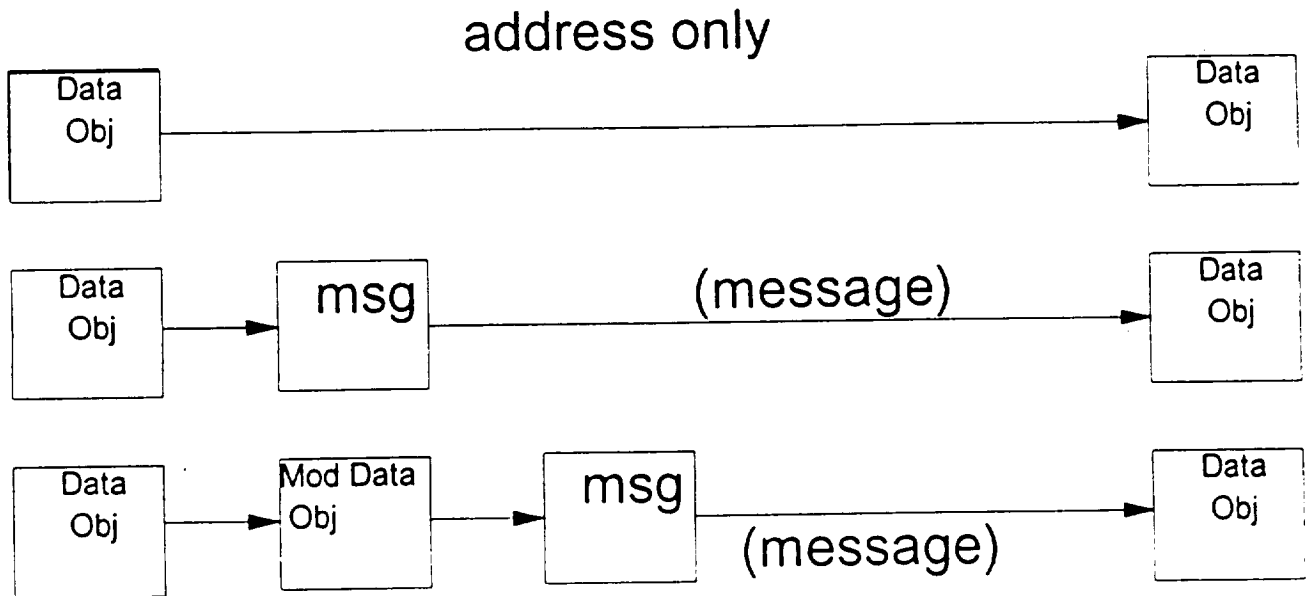 address only
Data
Obj
Data
Obj
Data
Obj
msg
(message)
Data
Obj
Data
Obj
Mod Data
Obj
msg
(message)
Data
Obj